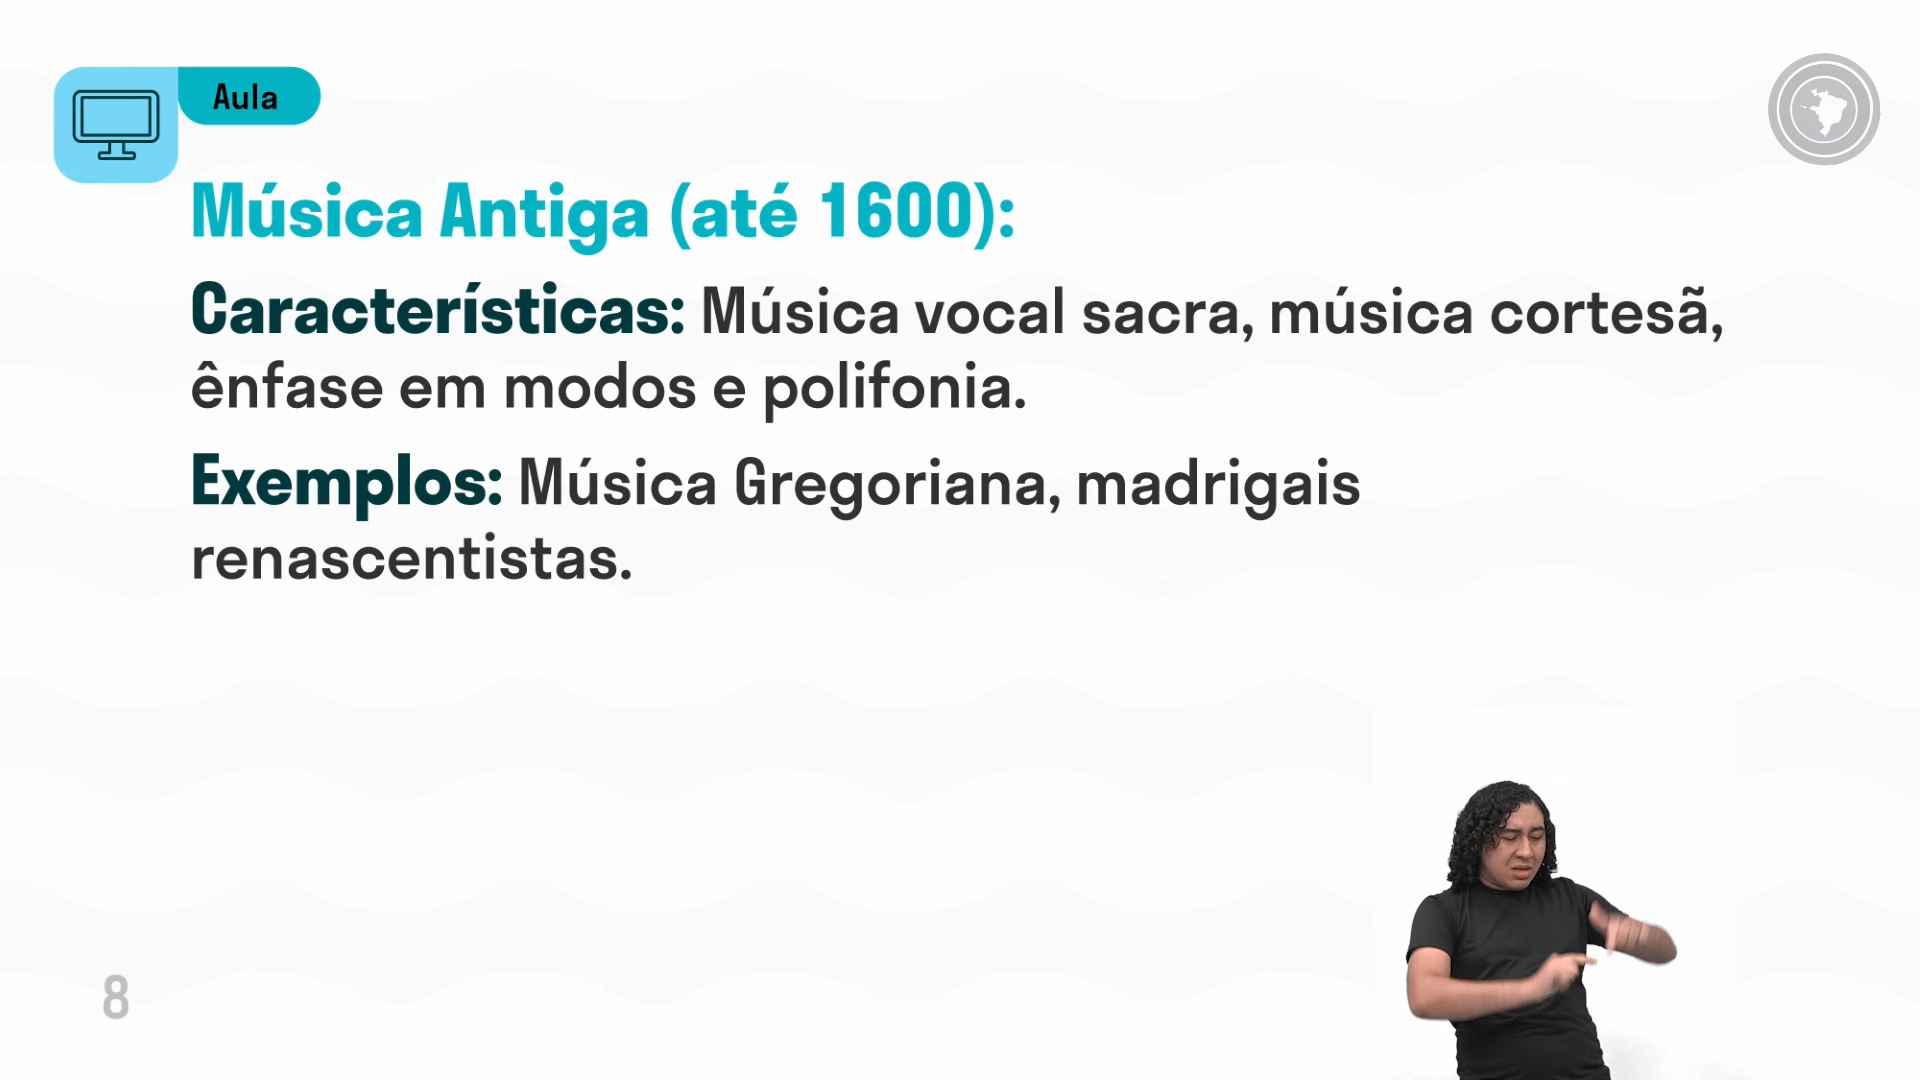 Aula
Música Antiga (até 1600):
Características: Música vocal sacra, música cortesã,
ênfase em modos e polifonia.
Exemplos: Música Gregoriana, madrigais
renascentistas.
8